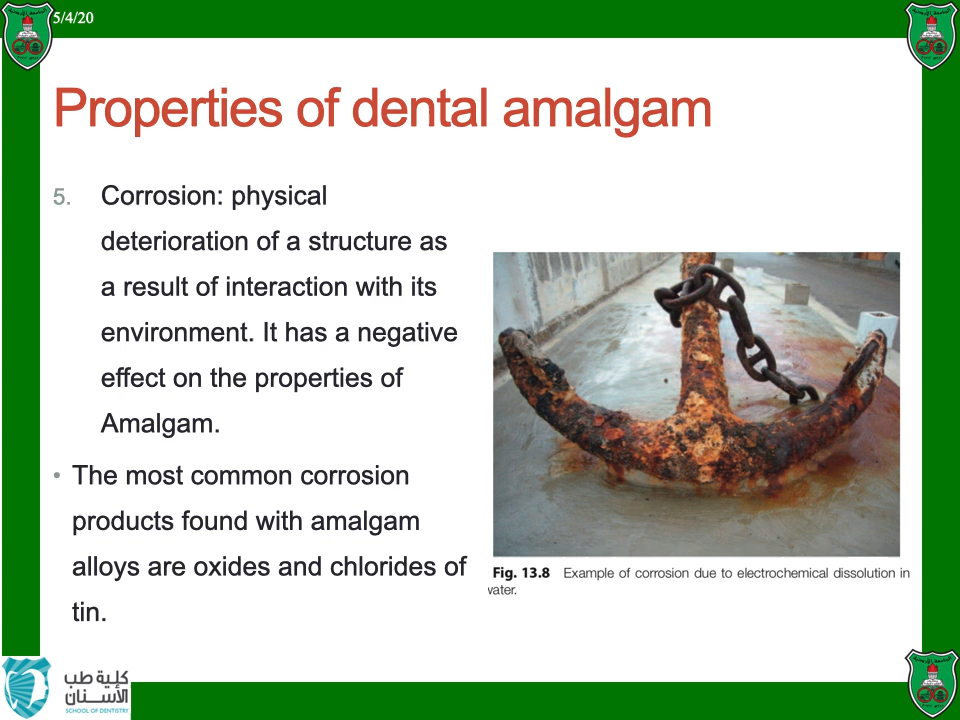 5/4/20
Properties of dental amalgam
5. Corrosion: physical
deterioration of a structure as
a result of interaction with its
environment. It has a negative
effect on the properties of
Amalgam.
• The most common corrosion
products found with amalgam
alloys are oxides and chlorides of
tin.
Fig. 13.8 Example of corrosion due to electrochemical dissolution in
water.
كلية طب
الأسنان
SCHOOL OF DENTISTRY